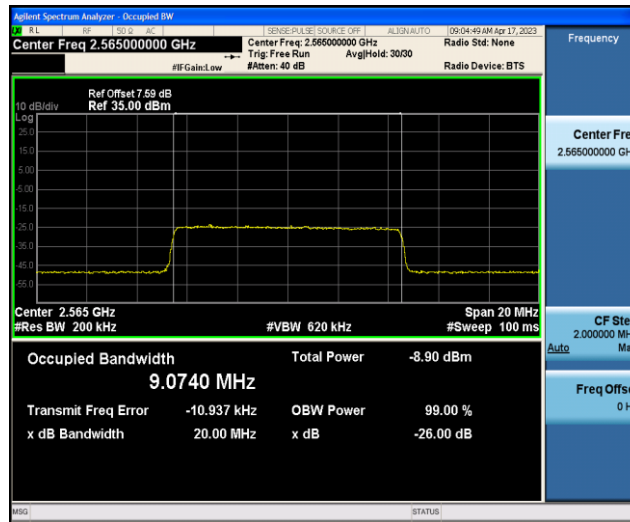 Agilent Spectrum Analyzer - Occupied BW
RL RF 50 Ω AC SENSE:PULSE SOURCE OFF ALIGN AUTO 09:04:49 AM Apr 17, 2023
Center Freq 2.565000000 GHz
Center Freq: 2.565000000 GHz
Radio Std: None
Trig: Free Run Avg|Hold: 30/30
#IFGain:Low
#Atten: 40 dB
Radio Device: BTS
Frequency
Ref Offset 7.59 dB
10 dB/div Ref 35.00 dBm
Log
25.0
15.0
5.00
-5.00
-15.0
-25.0
-35.0
-45.0
-55.0
Center Fre
2.565000000 GH
Center 2.565 GHz Span 20 MHz
#Res BW 200 kHz #VBW 620 kHz #Sweep 100 ms
CF Ste
2.000000 MH
Auto Ma
Occupied Bandwidth Total Power -8.90 dBm
9.0740 MHz
Transmit Freq Error -10.937 kHz OBW Power 99.00 %
x dB Bandwidth 20.00 MHz x dB -26.00 dB
Freq Offse
0 H
MSG STATUS